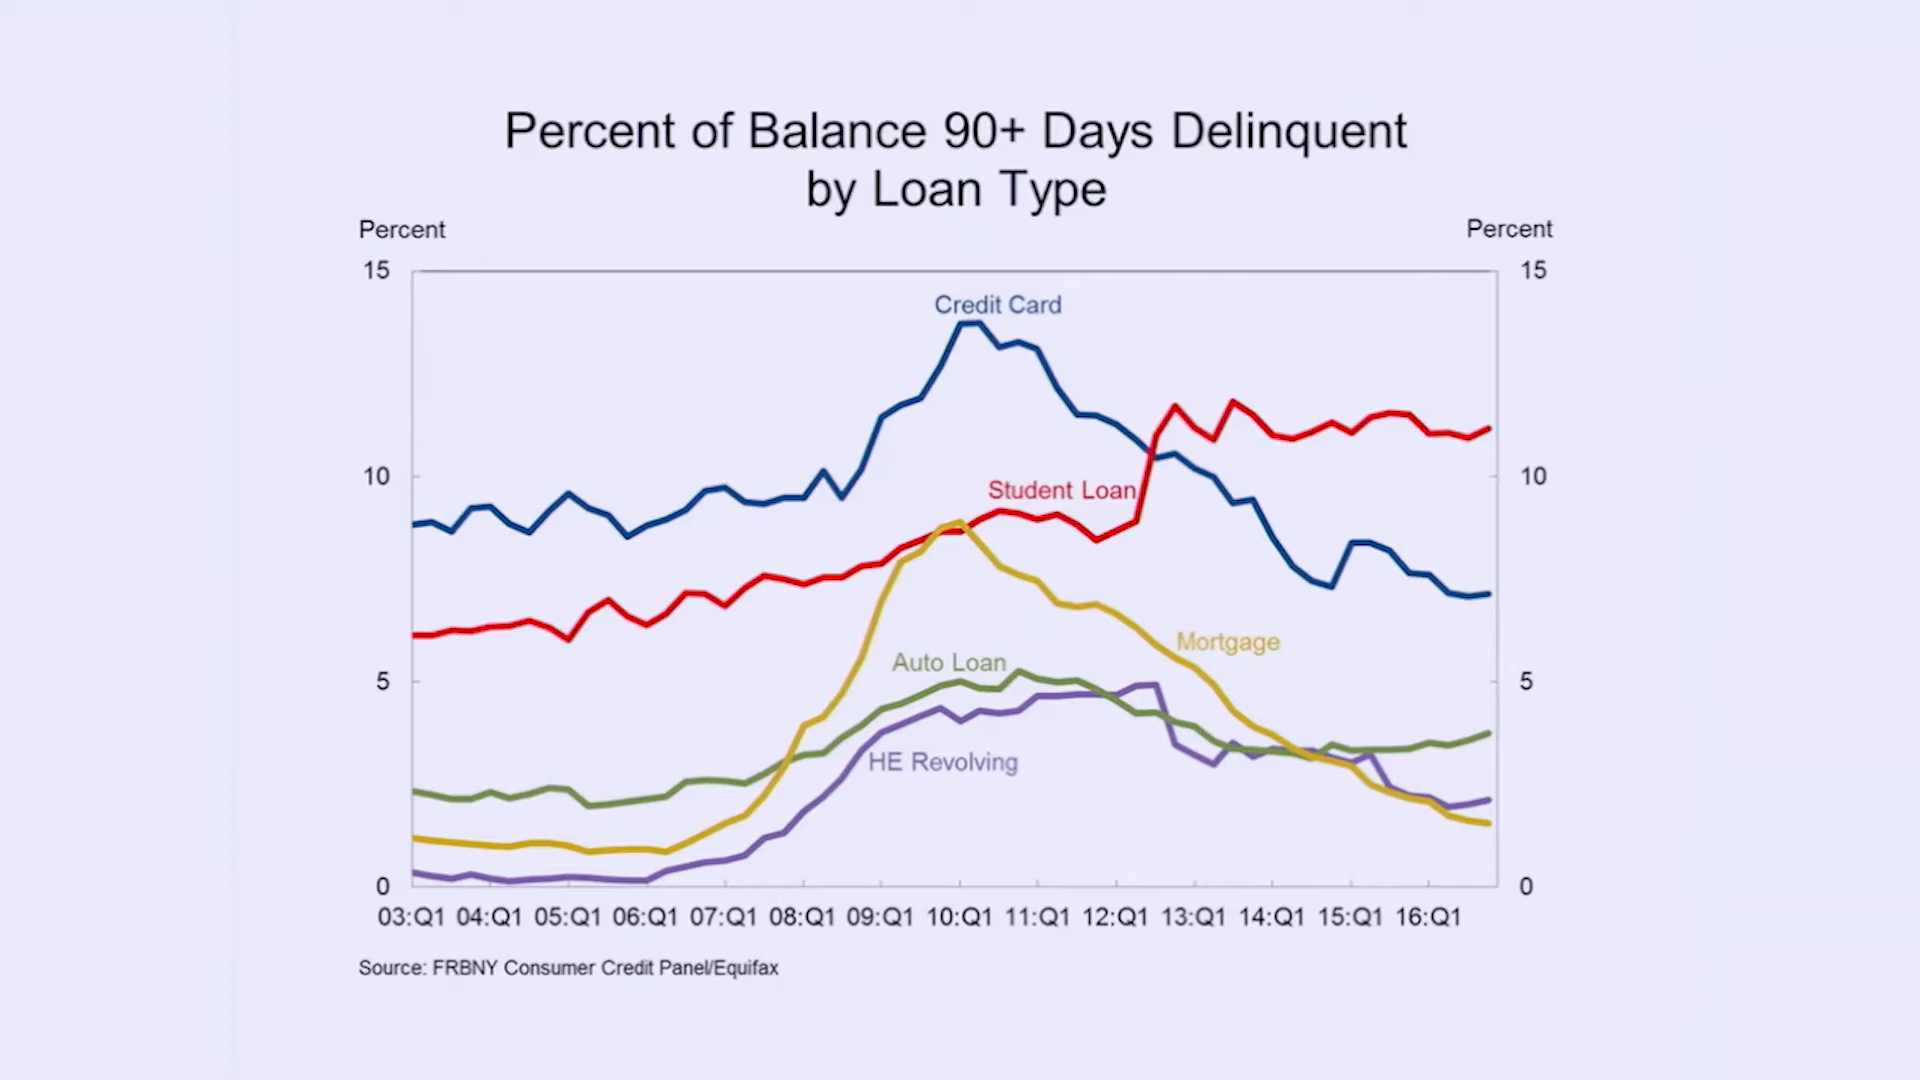 Percent of Balance 90+ Days Delinquent
by Loan Type
Percent
Percent
15
15
Credit Card
10
10
Student Loan
Mortgage
Auto Loan
5
5
HE Revolving
0
0
03:Q1 04:Q1 05:Q1 06:Q1 07:Q1 08:Q1 09:Q1 10:Q1 11:Q1 12:Q1 13:Q1 14:Q1 15:Q1 16:Q1
Source: FRBNY Consumer Credit Panel/Equifax